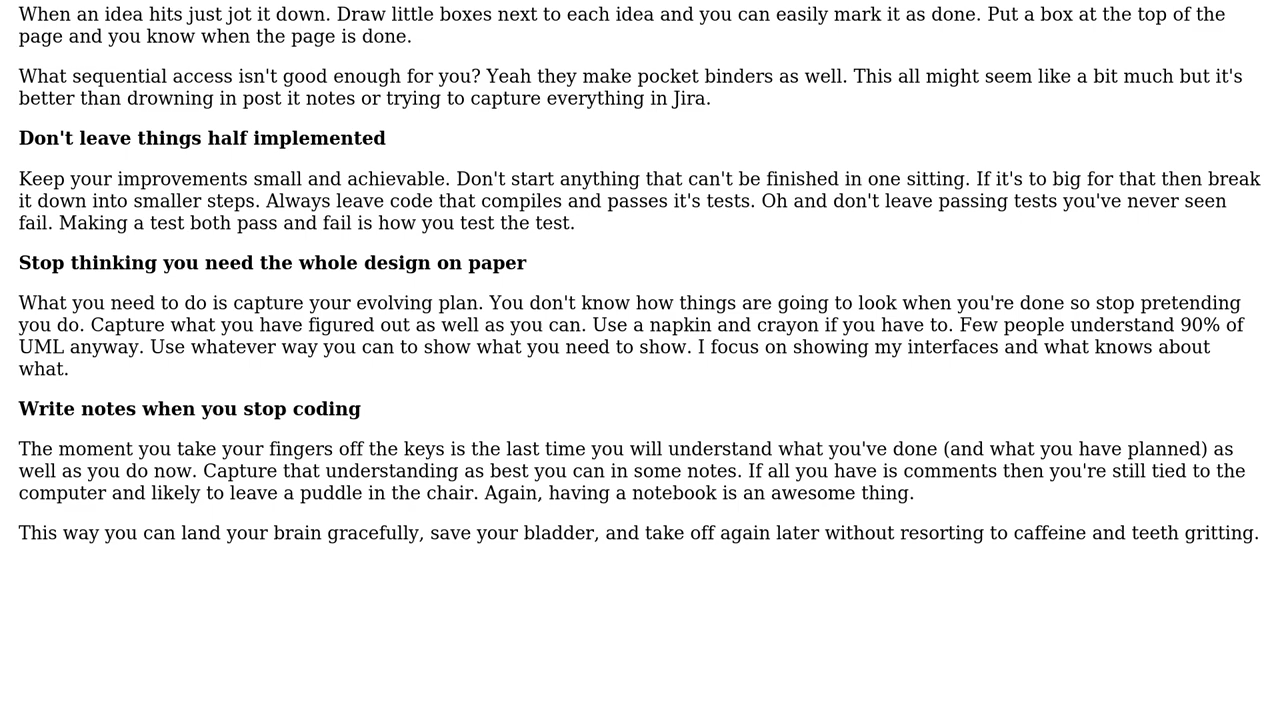 When an idea hits just jot it down. Draw little boxes next to each idea and you can easily mark it as done. Put a box at the top of the
page and you know when the page is done.
What sequential access isn't good enough for you? Yeah they make pocket binders as well. This all might seem like a bit much but it's
better than drowning in post it notes or trying to capture everything in Jira.
Don't leave things half implemented
Keep your improvements small and achievable. Don't start anything that can't be finished in one sitting. If it's to big for that then break
it down into smaller steps. Always leave code that compiles and passes it's tests. Oh and don't leave passing tests you've never seen
fail. Making a test both pass and fail is how you test the test.
Stop thinking you need the whole design on paper
What you need to do is capture your evolving plan. You don't know how things are going to look when you're done so stop pretending
you do. Capture what you have figured out as well as you can. Use a napkin and crayon if you have to. Few people understand 90% of
UML anyway. Use whatever way you can to show what you need to show. I focus on showing my interfaces and what knows about
what.
Write notes when you stop coding
The moment you take your fingers off the keys is the last time you will understand what you've done (and what you have planned) as
well as you do now. Capture that understanding as best you can in some notes. If all you have is comments then you're still tied to the
computer and likely to leave a puddle in the chair. Again, having a notebook is an awesome thing.
This way you can land your brain gracefully, save your bladder, and take off again later without resorting to caffeine and teeth gritting.